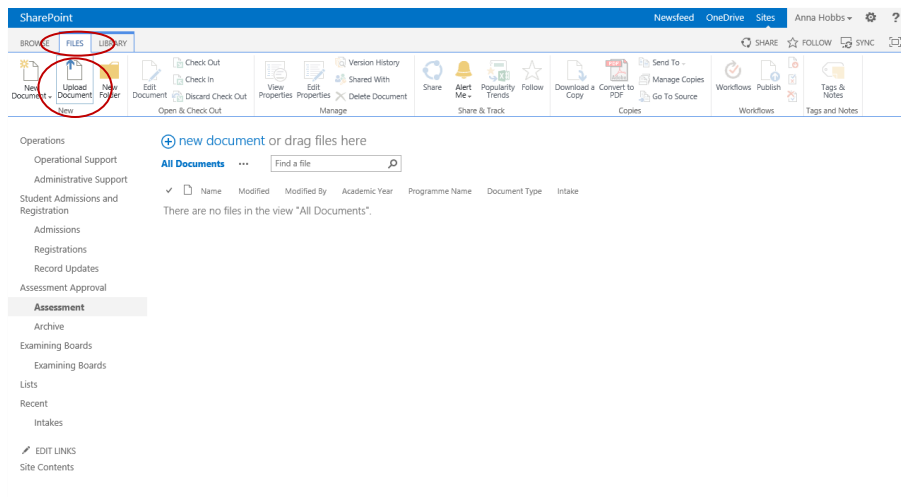 SharePoint
Newsfeed OneDrive Sites Anna Hobbs ?
BROWSE FILES LIBRARY
SHARE FOLLOW SYNC
New Document
Upload Document
New Folder
New
Edit Document
Check Out
Check In
Discard Check Out
Open & Check Out
View Properties
Edit Properties
Version History
Shared With
Delete Document
Manage
Share
Alert Me
Popularity Trends
Follow
Share & Track
Download a Copy
Convert to PDF
Send To
Manage Copies
Go To Source
Copies
Workflows
Publish
Workflows
Tags & Notes
Tags and Notes
Operations
Operational Support
Administrative Support
Student Admissions and
Registration
Admissions
Registrations
Record Updates
Assessment Approval
Assessment
Archive
Examining Boards
Examining Boards
Lists
Recent
Intakes
EDIT LINKS
Site Contents
new document or drag files here
All Documents ... Find a file
Name Modified Modified By Academic Year Programme Name Document Type Intake
There are no files in the view "All Documents".